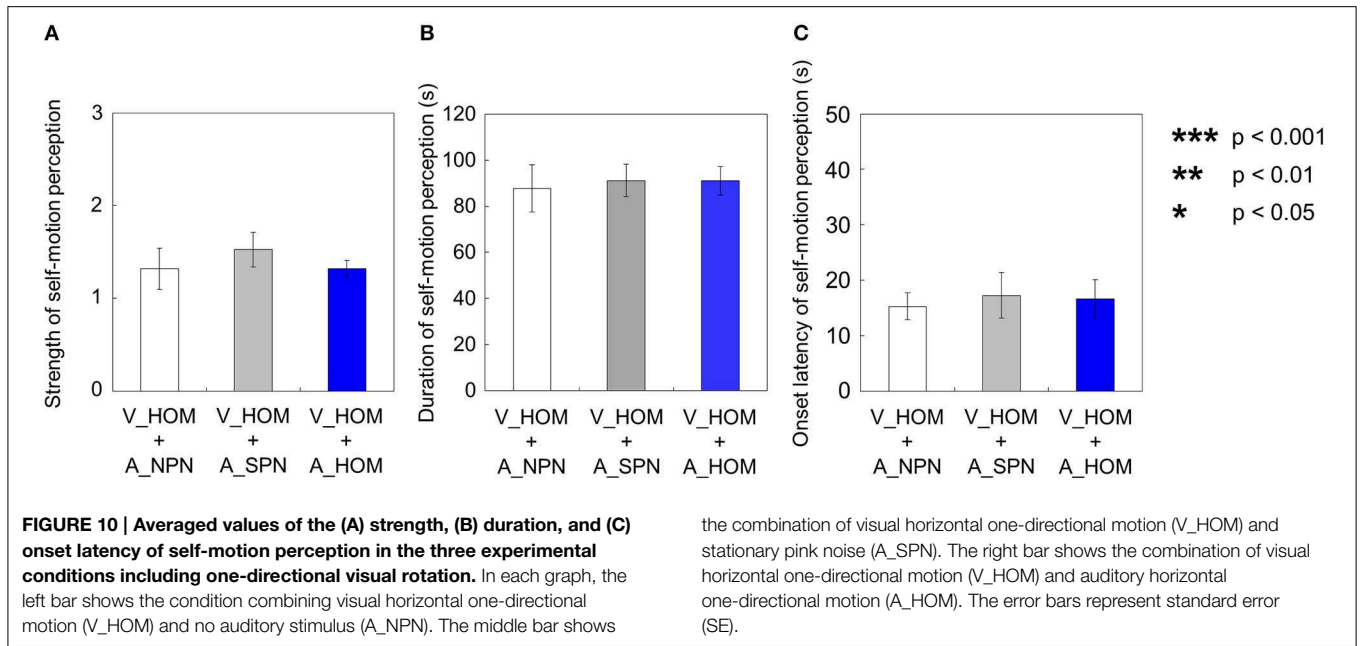 A
B
C
Strength of self-motion perception
3
2
1
0
V_HOM
+
A_NPN
V_HOM
+
A_SPN
V_HOM
+
A_HOM
Duration of self-motion perception (s)
120
100
80
60
40
20
0
V_HOM
+
A_NPN
V_HOM
+
A_SPN
V_HOM
+
A_HOM
Onset latency of self-motion perception (s)
50
40
30
20
10
0
V_HOM
+
A_NPN
V_HOM
+
A_SPN
V_HOM
+
A_HOM
*** p < 0.001
** p < 0.01
* p < 0.05
FIGURE 10 | Averaged values of the (A) strength, (B) duration, and (C)
onset latency of self-motion perception in the three experimental
conditions including one-directional visual rotation. In each graph, the
left bar shows the condition combining visual horizontal one-directional
motion (V_HOM) and no auditory stimulus (A_NPN). The middle bar shows
the combination of visual horizontal one-directional motion (V_HOM) and
stationary pink noise (A_SPN). The right bar shows the combination of visual
horizontal one-directional motion (V_HOM) and auditory horizontal
one-directional motion (A_HOM). The error bars represent standard error
(SE).